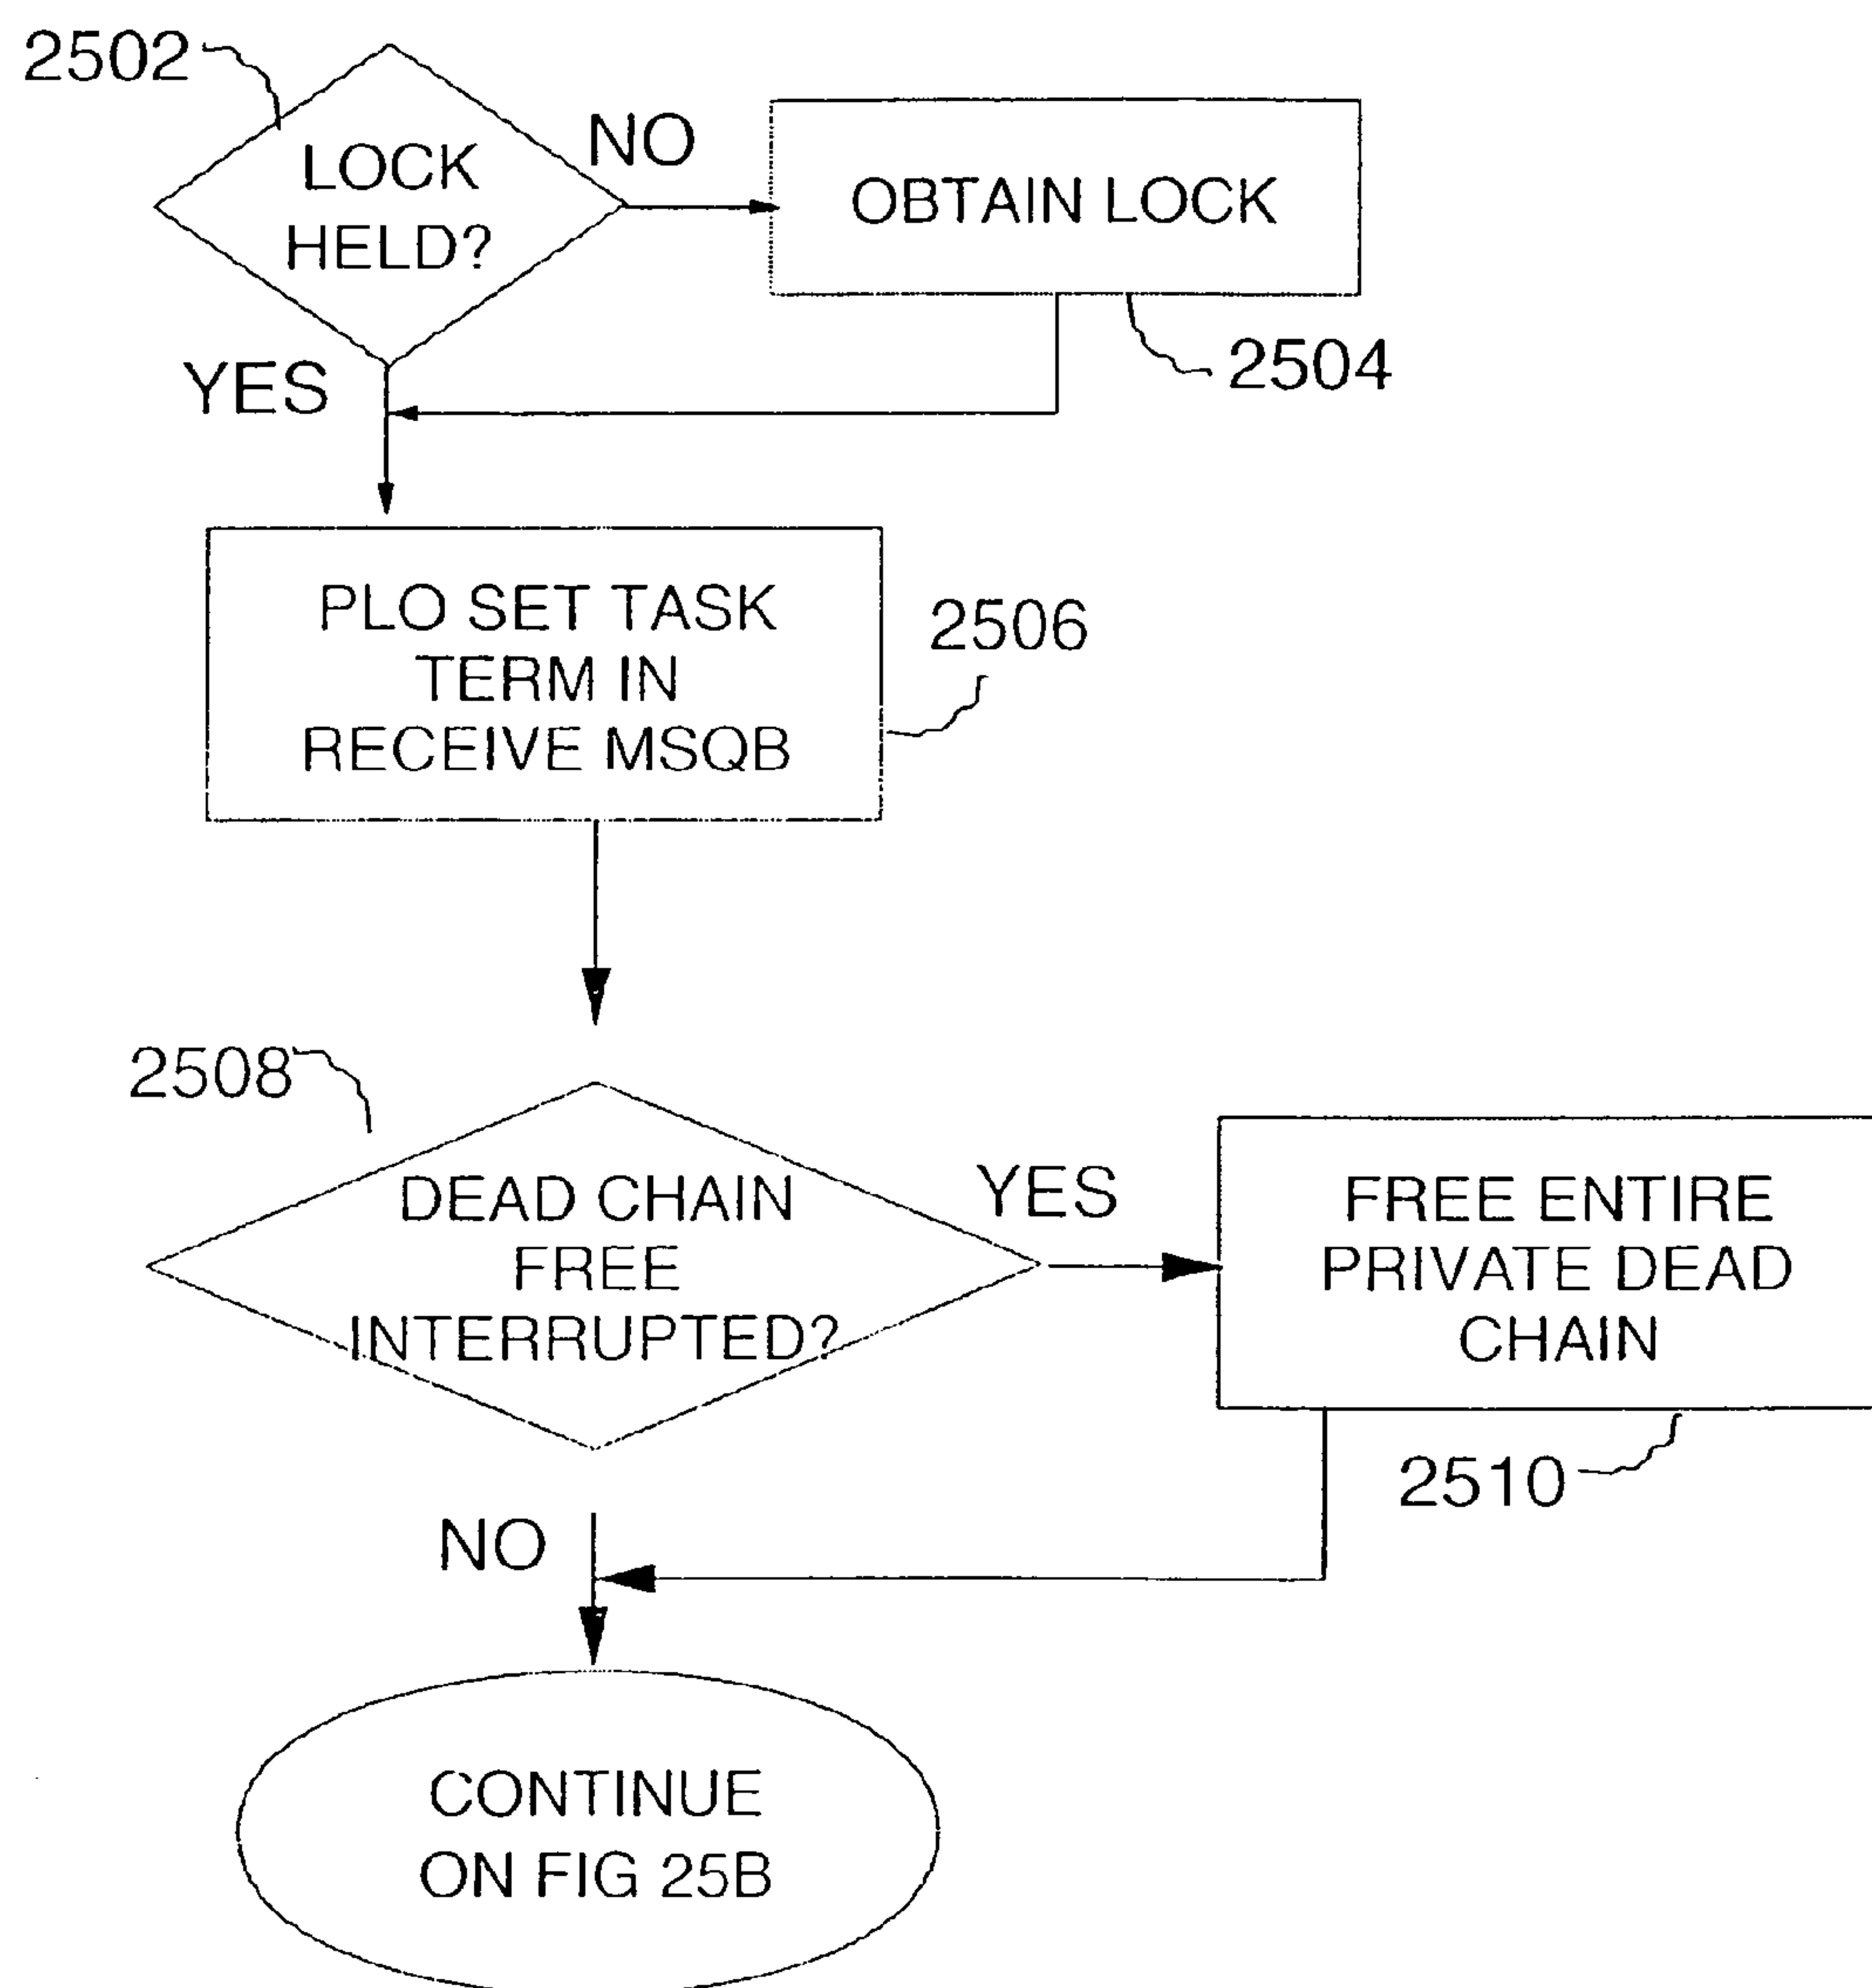 2502
LOCK
HELD?
NO
OBTAIN LOCK
2504
YES
PLO SET TASK
TERM IN
RECEIVE MSQB
2506
2508
DEAD CHAIN
FREE
INTERRUPTED?
YES
FREE ENTIRE
PRIVATE DEAD
CHAIN
2510
NO
CONTINUE
ON FIG 25B